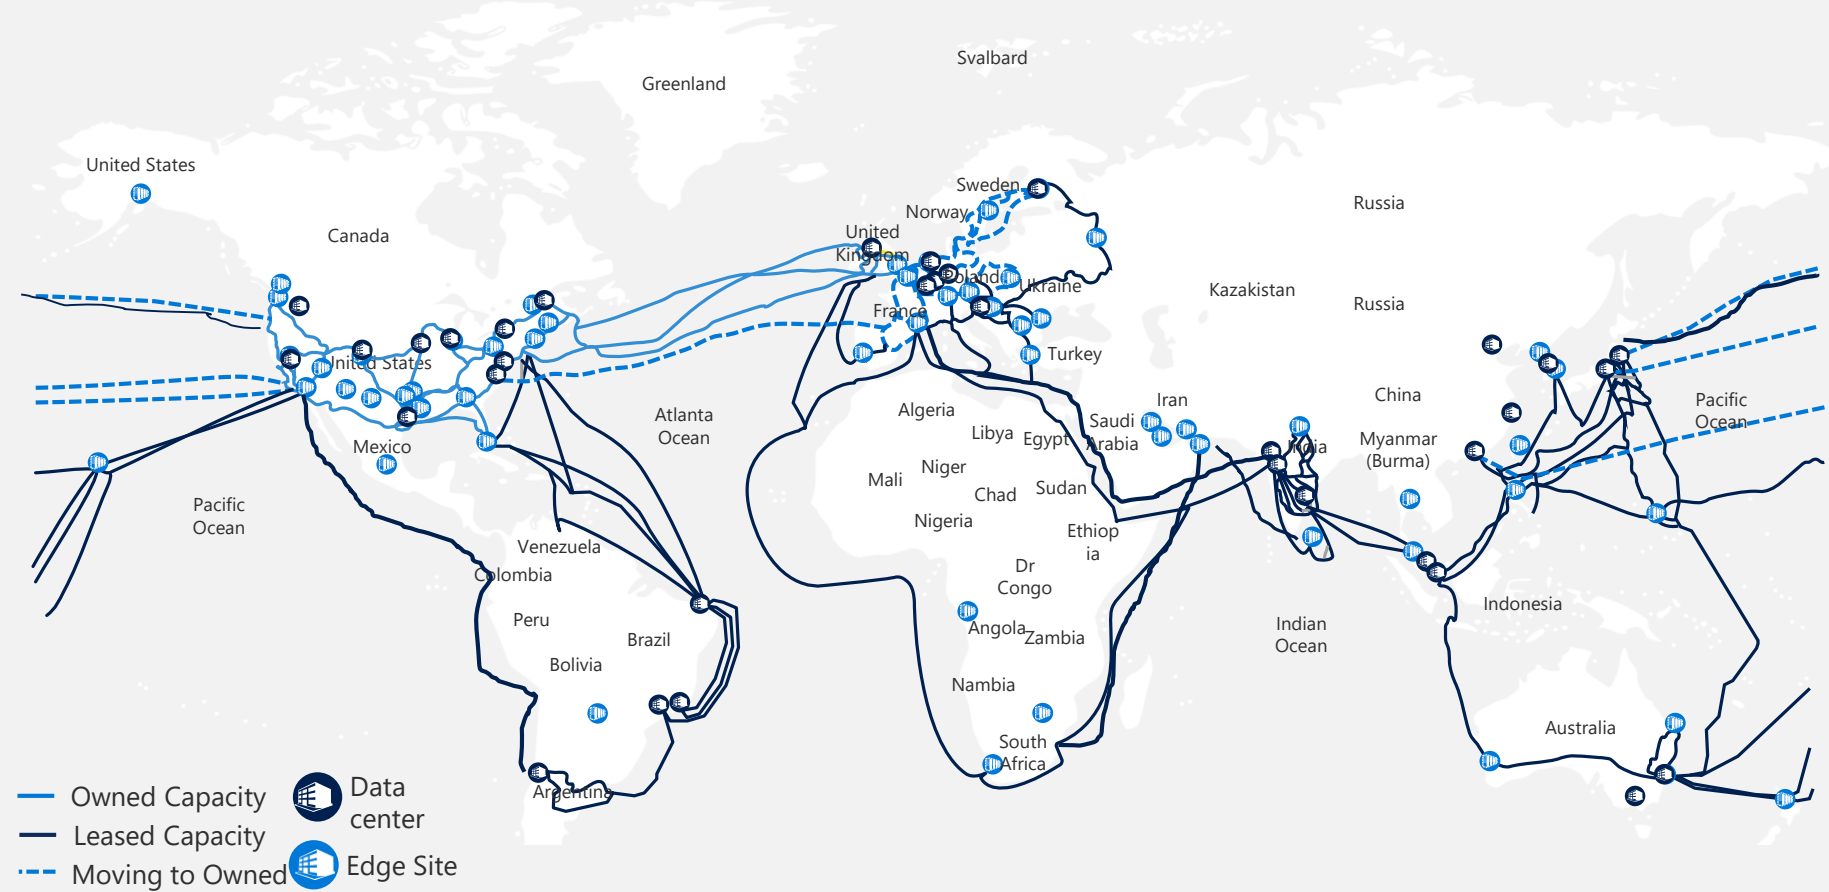 Svalbard
Greenland
United States
Sweden
Russia
Norway
Canada
United
Kingdom
Poland
Ukraine
Kazakistan
Russia
France
United States
Turkey
China
Iran
Pacific
Ocean
Algeria
Atlanta
Ocean
Saudi
Arabia
Libya
Egypt
Mexico
India
Myanmar
(Burma)
Niger
Mali
Chad
Sudan
Pacific
Ocean
Nigeria
Ethiop
ia
Venezuela
Colombia
Dr
Congo
Indonesia
Peru
Angola
Zambia
Indian
Ocean
Brazil
Bolivia
Nambia
Australia
South
Africa
Argentina
Owned Capacity
Leased Capacity
Moving to Owned
Data
center
Edge Site